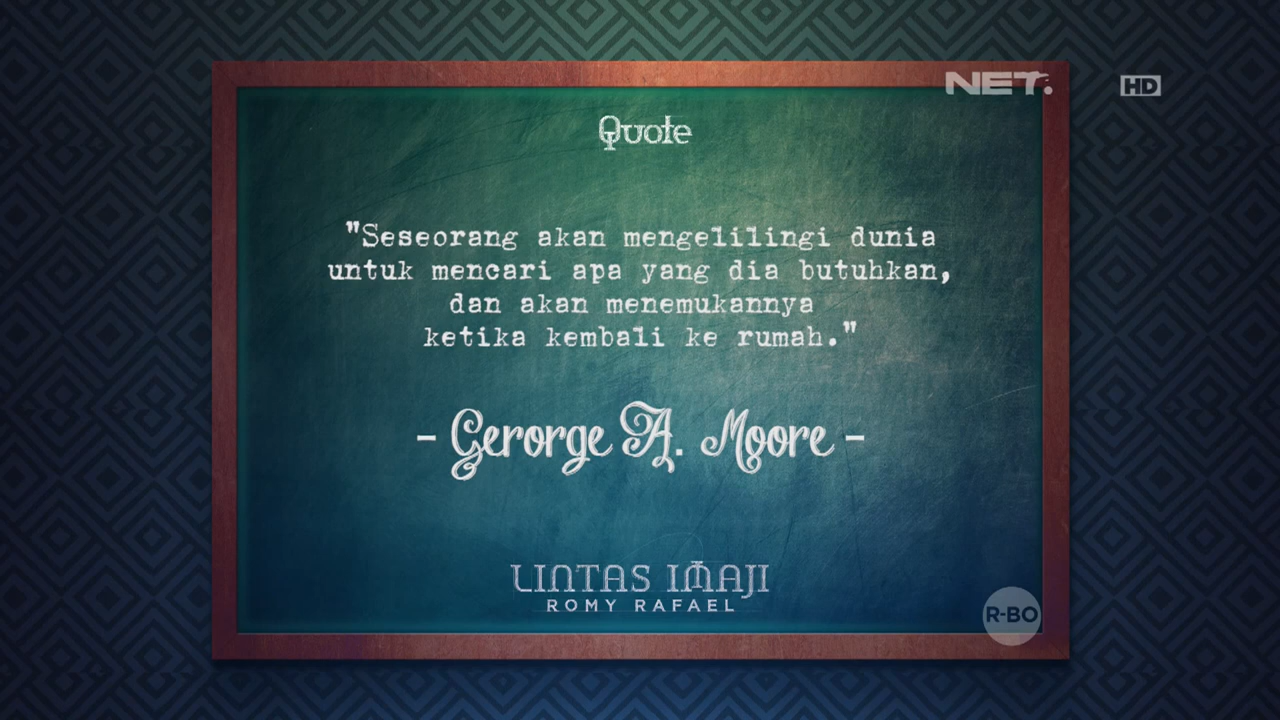 NET.
HD
Quote
"Seseorang akan mengelilingi dunia
untuk mencari apa yang dia butuhkan,
dan akan menemukannya
ketika kembali ke rumah."
- Gerorge A. Moore -
LINTAS IMAJI
ROMY RAFAEL
R-BO